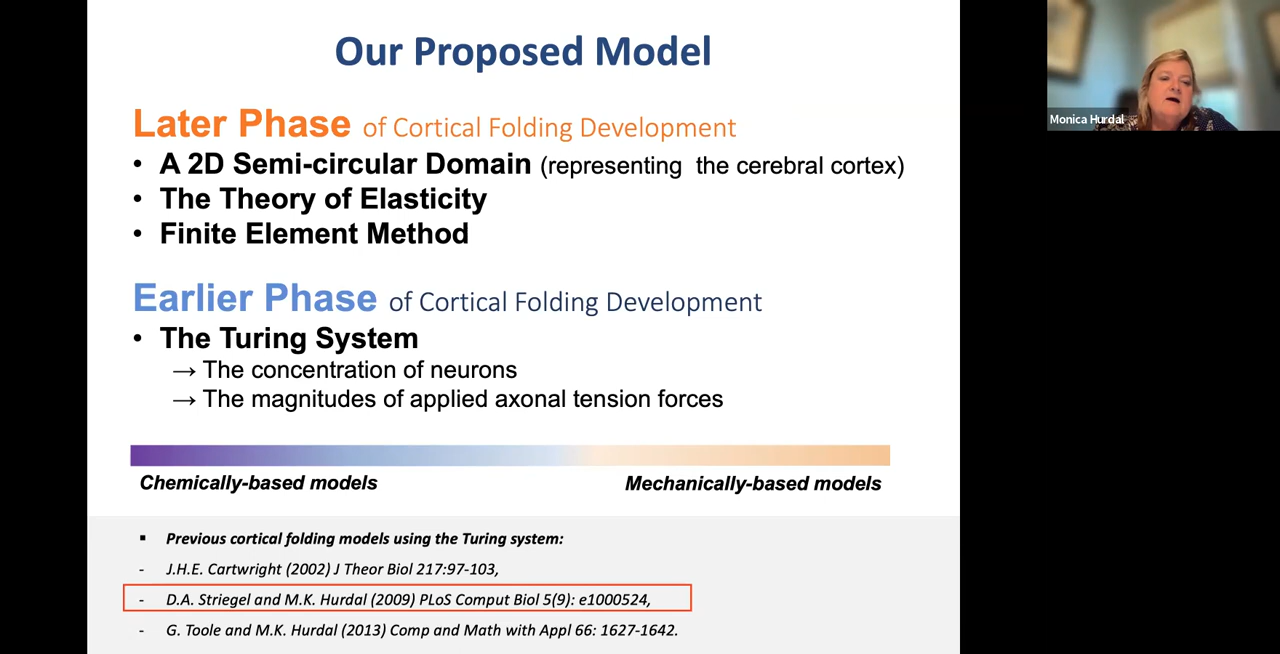 Our Proposed Model
Later Phase of Cortical Folding Development
• A 2D Semi-circular Domain (representing the cerebral cortex)
• The Theory of Elasticity
• Finite Element Method
Earlier Phase of Cortical Folding Development
• The Turing System
→ The concentration of neurons
→ The magnitudes of applied axonal tension forces
Chemically-based models
Mechanically-based models
▪ Previous cortical folding models using the Turing system:
- J.H.E. Cartwright (2002) J Theor Biol 217:97-103,
- D.A. Striegel and M.K. Hurdal (2009) PLoS Comput Biol 5(9): e1000524,
- G. Toole and M.K. Hurdal (2013) Comp and Math with Appl 66: 1627-1642.
Monica Hurdal